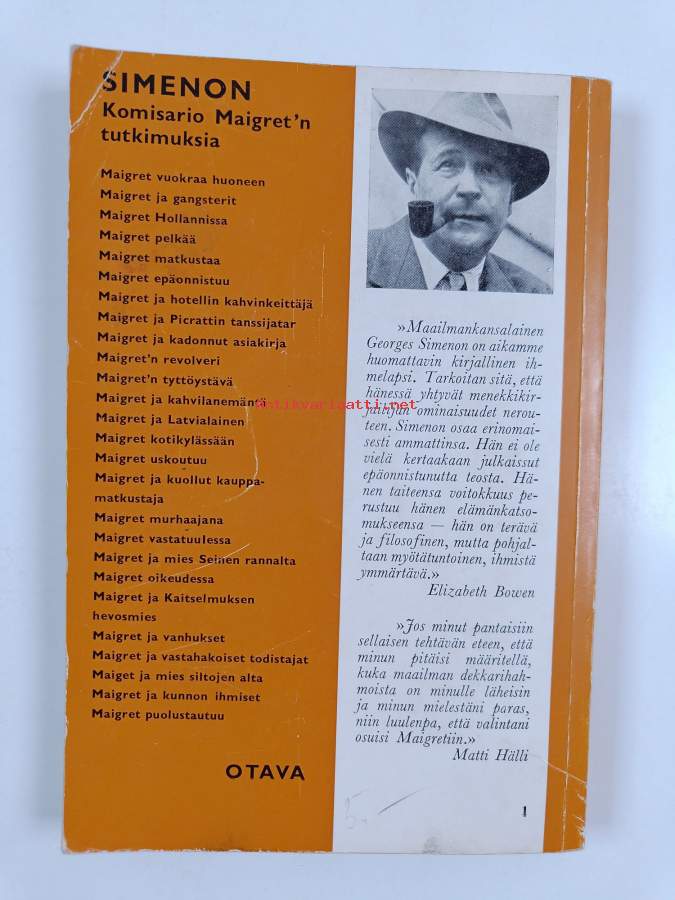 SIMENON
Komisario Maigret'n
tutkimuksia
Maigret vuokraa huoneen
Maigret ja gangsterit
Maigret Hollannissa
Maigret pelkää
Maigret matkustaa
Maigret epäonnistuu
Maigret ja hotellin kahvinkeittäjä
Maigret ja Picrattin tanssijatar
Maigret ja kadonnut asiakirja
Maigret'n revolveri
Maigret'n tyttöystävä
Maigret ja kahvilanemäntä
Maigret ja Latvialainen
Maigret kotikylässään
Maigret uskoutuu
Maigret ja kuollut kauppa-
matkustaja
Maigret murhaajana
Maigret vastatuulessa
Maigret ja mies Seinen rannalta
Maigret oikeudessa
Maigret ja Kaitselmuksen
hevosmies
Maigret ja vanhukset
Maigret ja vastahakoiset todistajat
Maiget ja mies siltojen alta
Maigret ja kunnon ihmiset
Maigret puolustautuu
OTAVA
»Maailmankansalainen
Georges Simenon on aikamme
huomattavin kirjallinen ih-
melapsi. Tarkoitan sitä, että
hänessä yhtyvät menekkikir-
jailijan ominaisuudet nerou-
teen. Simenon osaa erinomai-
sesti ammattinsa. Hän ei ole
vielä kertaakaan julkaissut
epäonnistunutta teosta. Hä-
nen taiteensa voitokkuus pe-
rustuu hänen elämänkatso-
mukseensa — hän on terävä
ja filosofinen, mutta pohjal-
taan myötätuntoinen, ihmistä
ymmärtävä.»
Elizabeth Bowen
»Jos minut pantaisiin
sellaisen tehtävän eteen, että
minun pitäisi määritellä,
kuka maailman dekkarihah-
moista on minulle läheisin
ja minun mielestäni paras,
niin luulenpa, että valintani
osuisi Maigretiin.»
Matti Hälli
5.-
1
Antikvariaatti.net